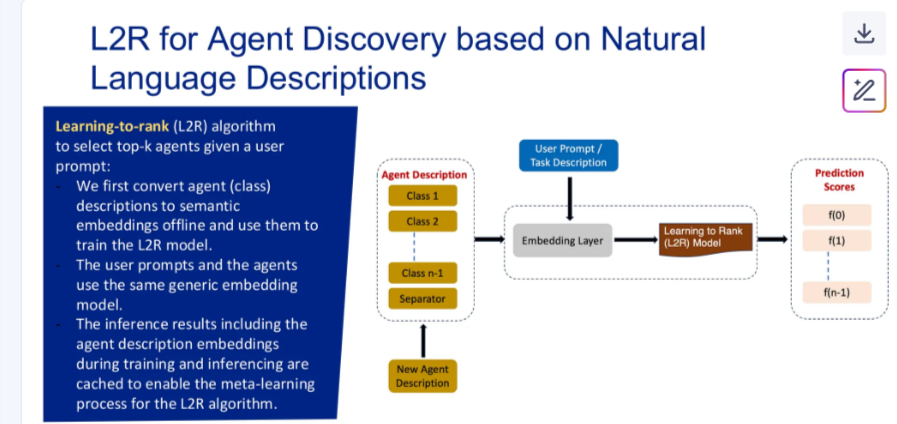 L2R for Agent Discovery based on Natural
Language Descriptions
Learning-to-rank (L2R) algorithm
to select top-k agents given a user
prompt:
- We first convert agent (class)
descriptions to semantic
embeddings offline and use them to
train the L2R model.
- The user prompts and the agents
use the same generic embedding
model.
- The inference results including the
agent description embeddings
during training and inferencing are
cached to enable the meta-learning
process for the L2R algorithm.
Agent Description
Class 1
Class 2
Class n-1
Separator
New Agent
Description
User Prompt /
Task Description
Embedding Layer
Learning to Rank
(L2R) Model
Prediction
Scores
f(0)
f(1)
f(n-1)